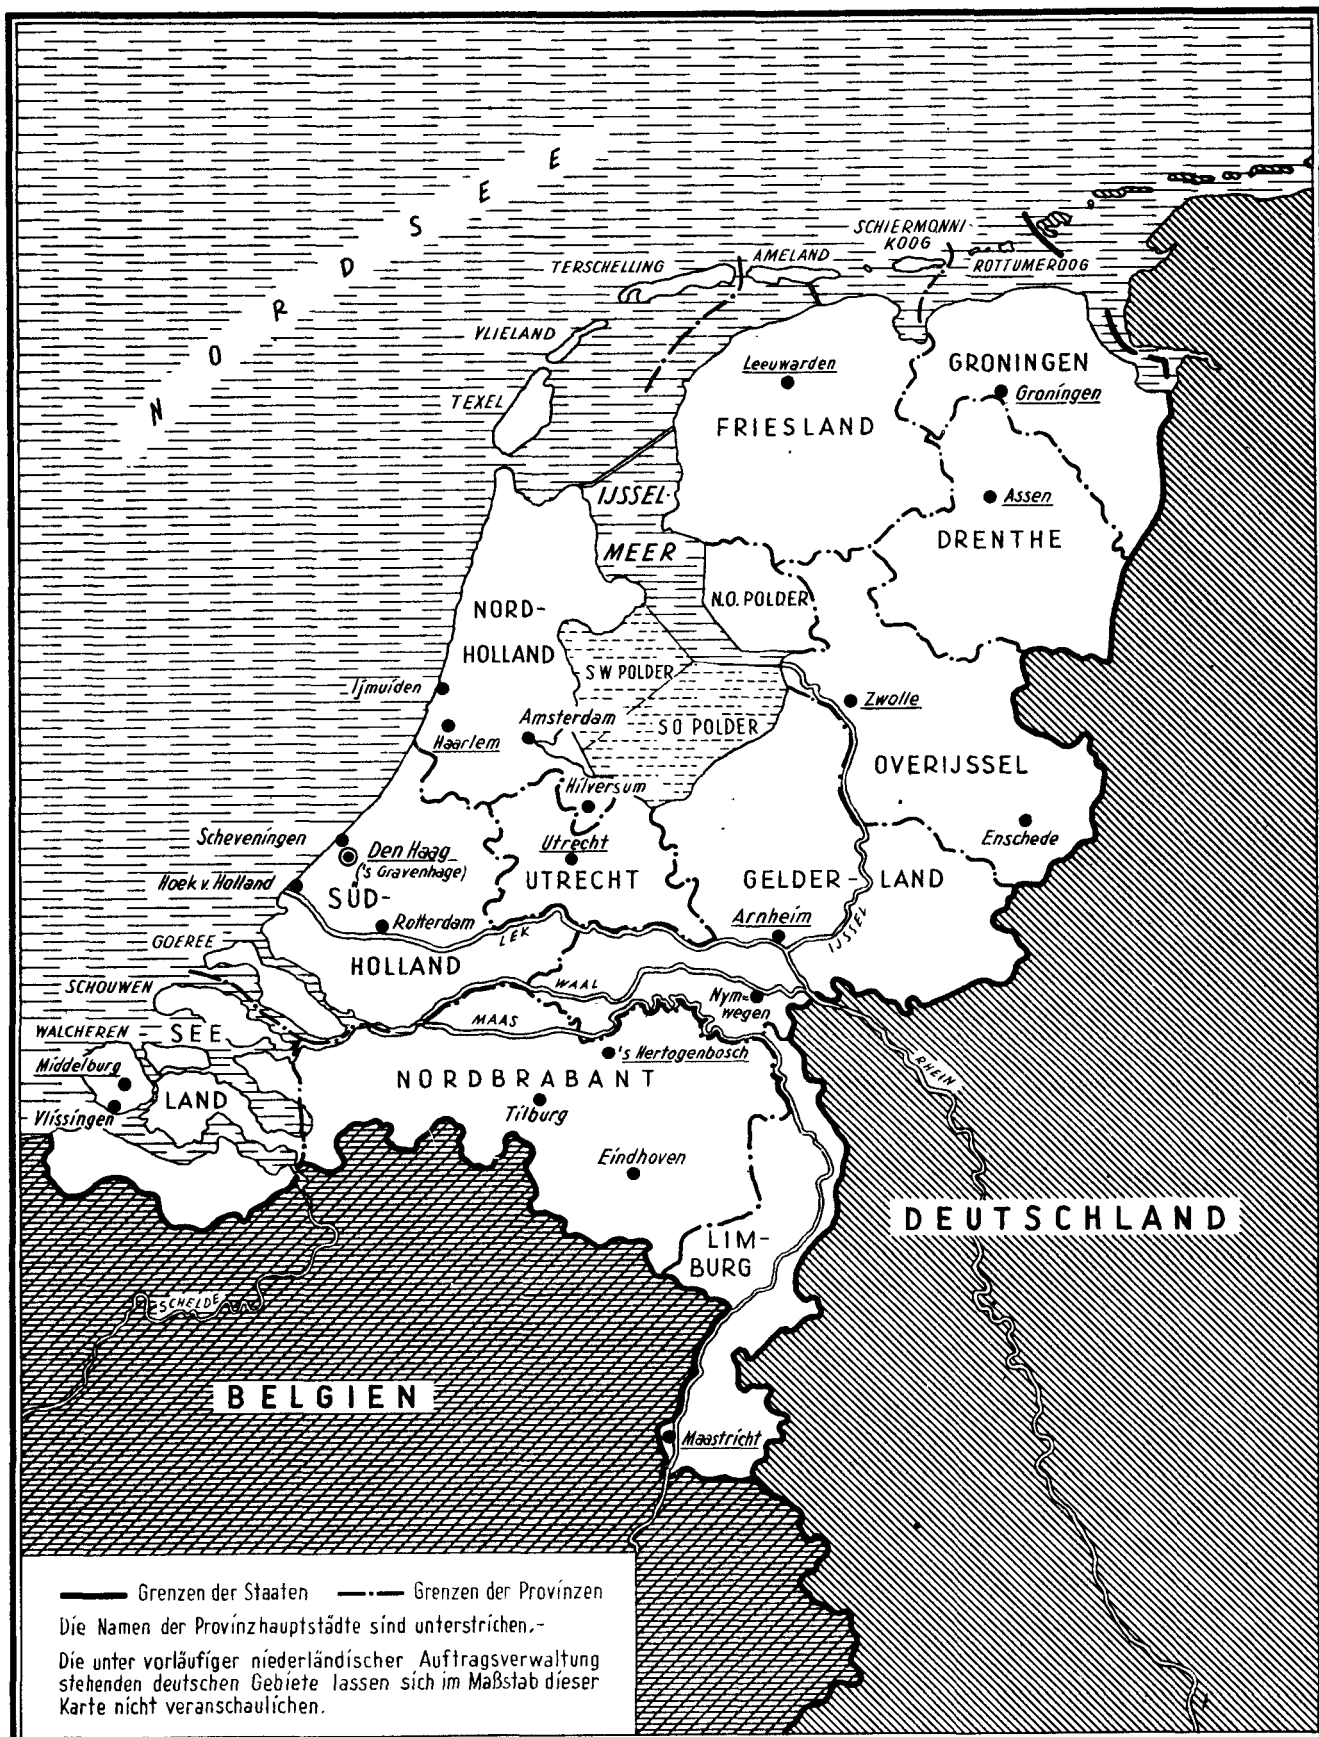 NORDSEE
SCHIERMONNI-
KOOG
AMELAND
TERSCHELLING
ROTTUMEROOG
VLIELAND
TEXEL
Leeuwarden
GRONINGEN
Groningen
FRIESLAND
IJSSEL-
MEER
Assen
DRENTHE
N.O. POLDER
NORD-
HOLLAND
S W POLDER
Ijmuiden
Zwolle
Haarlem
Amsterdam
S O POLDER
OVERIJSSEL
Hilversum
Scheveningen
Den Haag
('s Gravenhage)
Utrecht
Enschede
Hoek v. Holland
UTRECHT
GELDER-LAND
SÜD-
HOLLAND
Rotterdam
Arnheim
LEK
IJSSEL
GOEREE
SCHOUWEN
WAAL
Nym=
wegen
MAAS
WALCHEREN
SEE
LAND
Middelburg
's Hertogenbosch
RHEIN
NORDBRABANT
Vlissingen
Tilburg
Eindhoven
DEUTSCHLAND
LIM-
BURG
SCHELDE
BELGIEN
Maastricht
Grenzen der Staaten
Grenzen der Provinzen
Die Namen der Provinzhauptstädte sind unterstrichen.-
Die unter vorläufiger niederländischer Auftragsverwaltung
stehenden deutschen Gebiete lassen sich im Maßstab dieser
Karte nicht veranschaulichen.